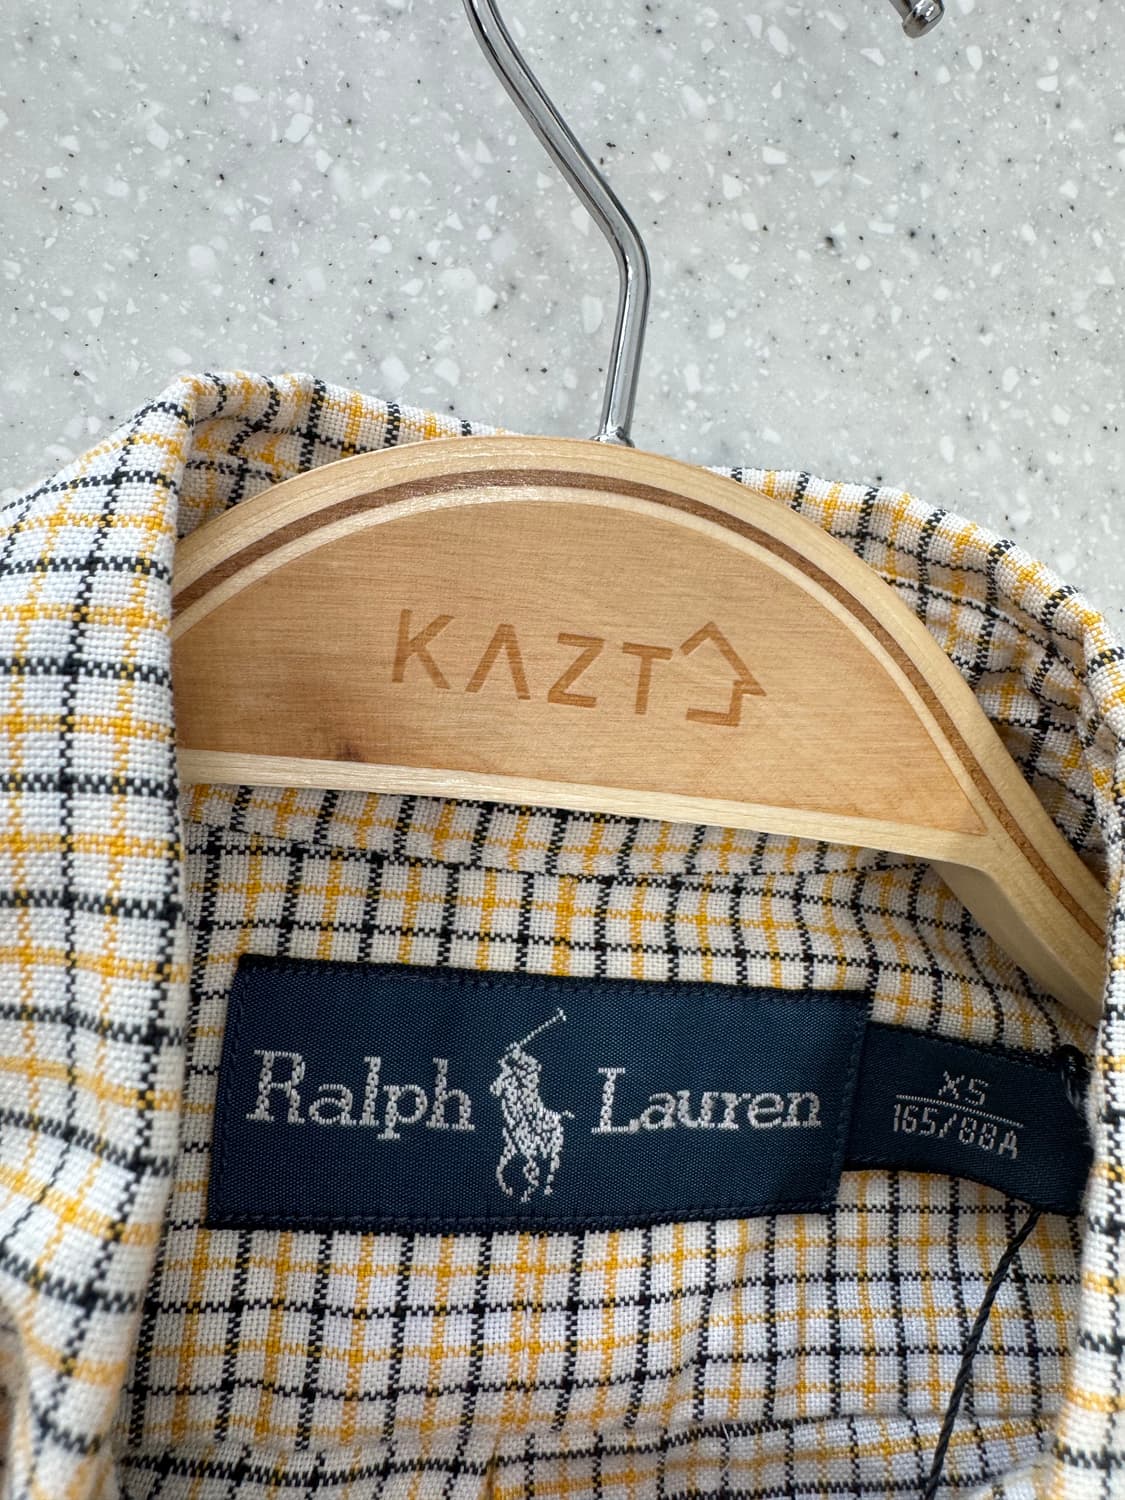 KAZT
Ralph Lauren
XS
165/88A